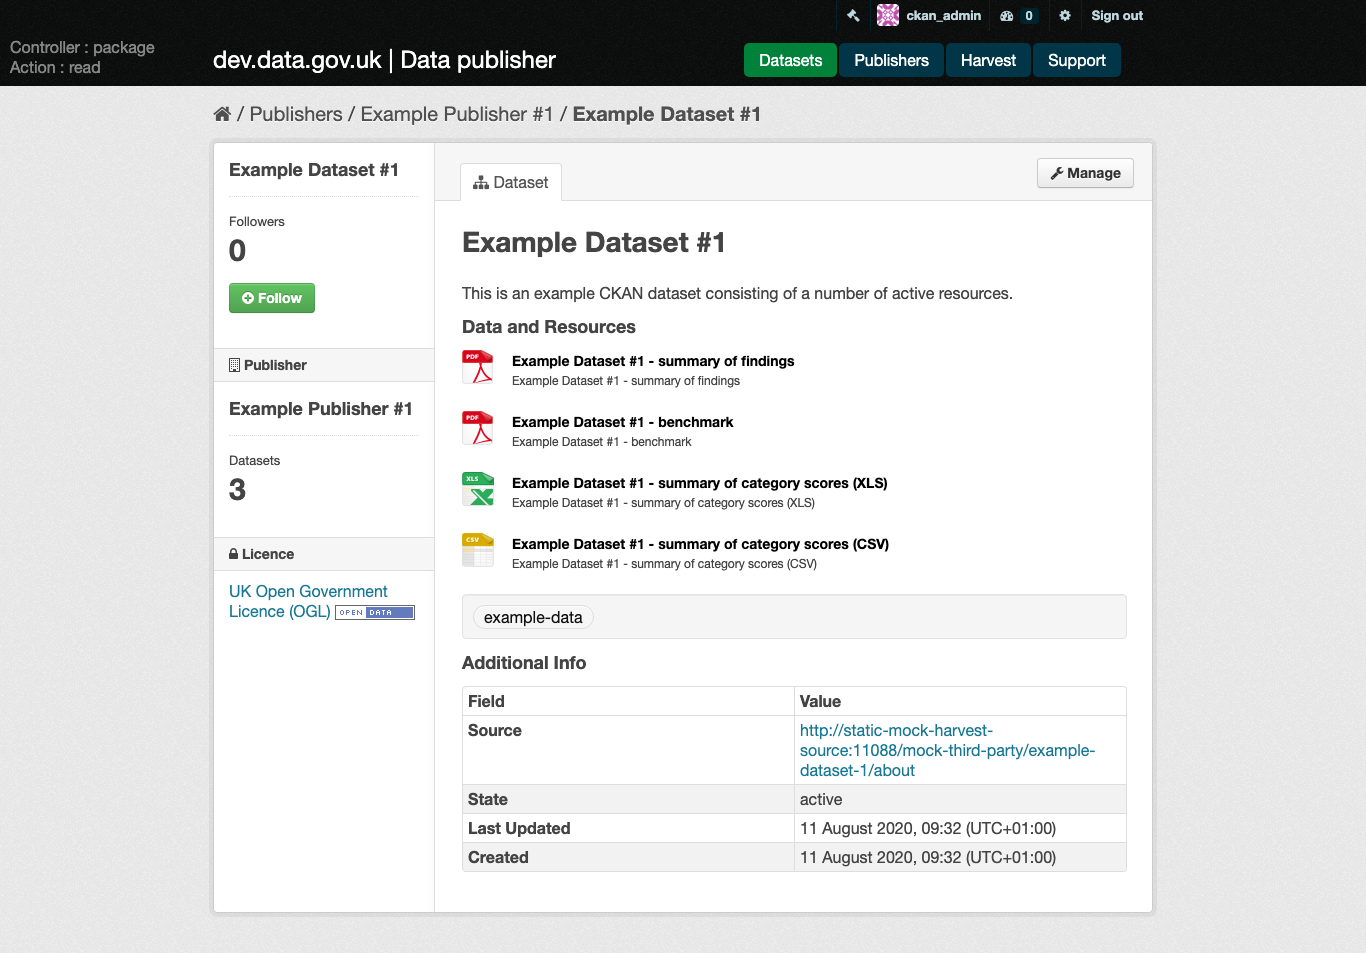 ckan_admin 0 Sign out
Controller : package
Action : read
dev.data.gov.uk | Data publisher
Datasets Publishers Harvest Support
/ Publishers / Example Publisher #1 / Example Dataset #1
Example Dataset #1
Followers
0
Follow
Publisher
Example Publisher #1
Datasets
3
Licence
UK Open Government
Licence (OGL) OPEN DATA
Dataset
Manage
Example Dataset #1
This is an example CKAN dataset consisting of a number of active resources.
Data and Resources
PDF
Example Dataset #1 - summary of findings
Example Dataset #1 - summary of findings
PDF
Example Dataset #1 - benchmark
Example Dataset #1 - benchmark
XLS
Example Dataset #1 - summary of category scores (XLS)
Example Dataset #1 - summary of category scores (XLS)
CSV
Example Dataset #1 - summary of category scores (CSV)
Example Dataset #1 - summary of category scores (CSV)
example-data
Additional Info
Field Value
Source http://static-mock-harvest-
source:11088/mock-third-party/example-
dataset-1/about
State active
Last Updated 11 August 2020, 09:32 (UTC+01:00)
Created 11 August 2020, 09:32 (UTC+01:00)